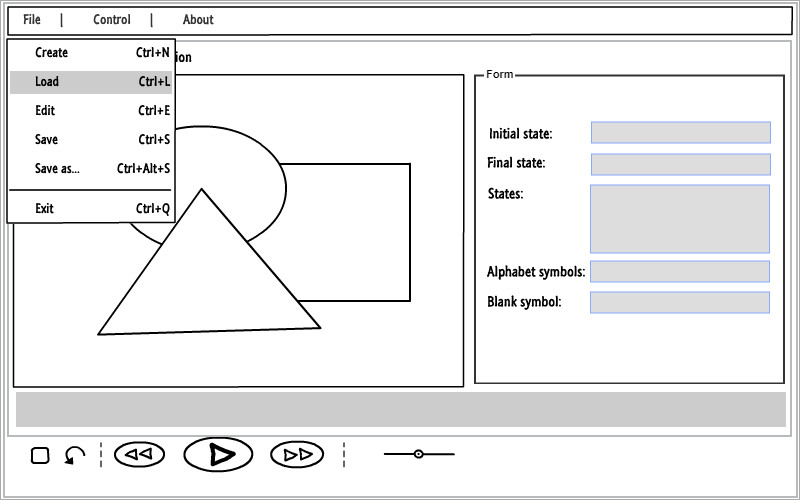 File | Control | About
Create Ctrl+N
ion
Load Ctrl+L
Edit Ctrl+E
Save Ctrl+S
Save as... Ctrl+Alt+S
Exit Ctrl+Q
Form
Initial state:
Final state:
States:
Alphabet symbols:
Blank symbol: